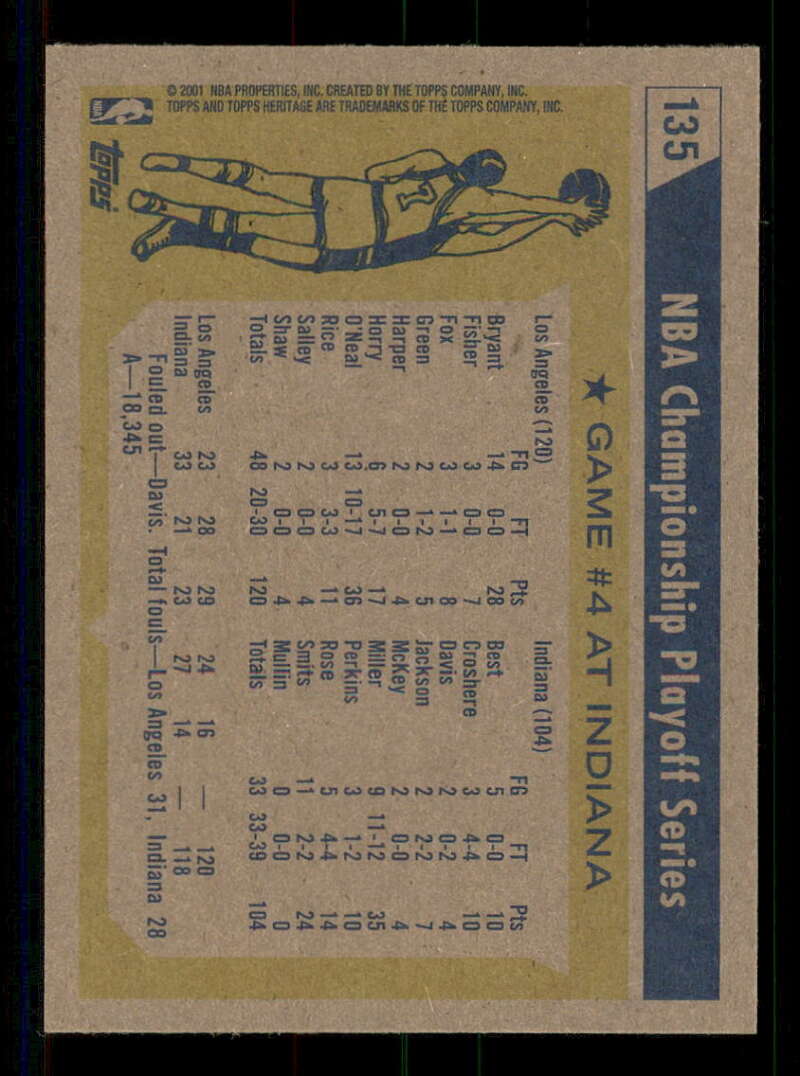 135
NBA Championship Playoff Series
★ GAME #4 AT INDIANA
Los Angeles (120) Indiana (104)
FG FT Pts FG FT Pts
Bryant 14 0-0 28 Best 5 0-0 10
Fisher 3 0-0 7 Croshere 3 4-4 10
Fox 3 1-1 8 Davis 2 0-2 4
Green 2 1-2 5 Jackson 2 2-2 7
Harper 2 0-0 4 McKey 2 0-0 4
Horry 6 5-7 17 Miller 9 11-12 35
O'Neal 13 10-17 36 Perkins 3 1-2 10
Rice 3 3-3 11 Rose 5 4-4 14
Salley 2 0-0 4 Smits 11 2-2 24
Shaw 2 0-0 4 Mullin 0 0-0 0
Totals 48 20-30 120 Totals 33 33-39 104
Los Angeles 23 28 29 24 16 — 120
Indiana 33 21 23 27 14 — 118
Fouled out—Davis. Total fouls—Los Angeles 31, Indiana 28
A—18,345
Topps
© 2001 NBA PROPERTIES, INC. CREATED BY THE TOPPS COMPANY, INC.
TOPPS AND TOPPS HERITAGE ARE TRADEMARKS OF THE TOPPS COMPANY, INC.